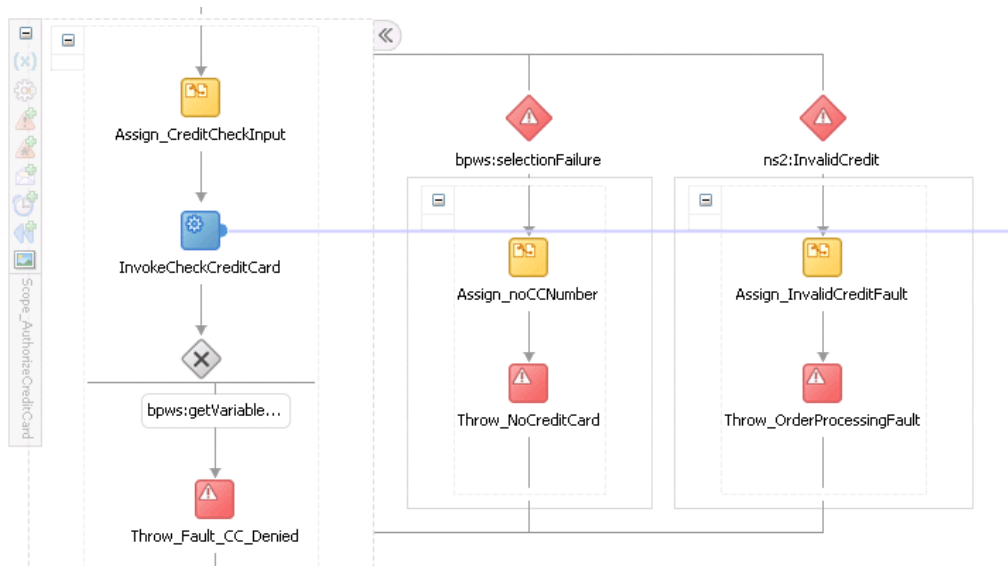 Assign_CreditCheckInput
InvokeCheckCreditCard
bpws:getVariable...
Throw_Fault_CC_Denied
Scope_AuthorizeCreditCard
bpws:selectionFailure
Assign_noCCNumber
Throw_NoCreditCard
ns2:InvalidCredit
Assign_InvalidCreditFault
Throw_OrderProcessingFault
(x)